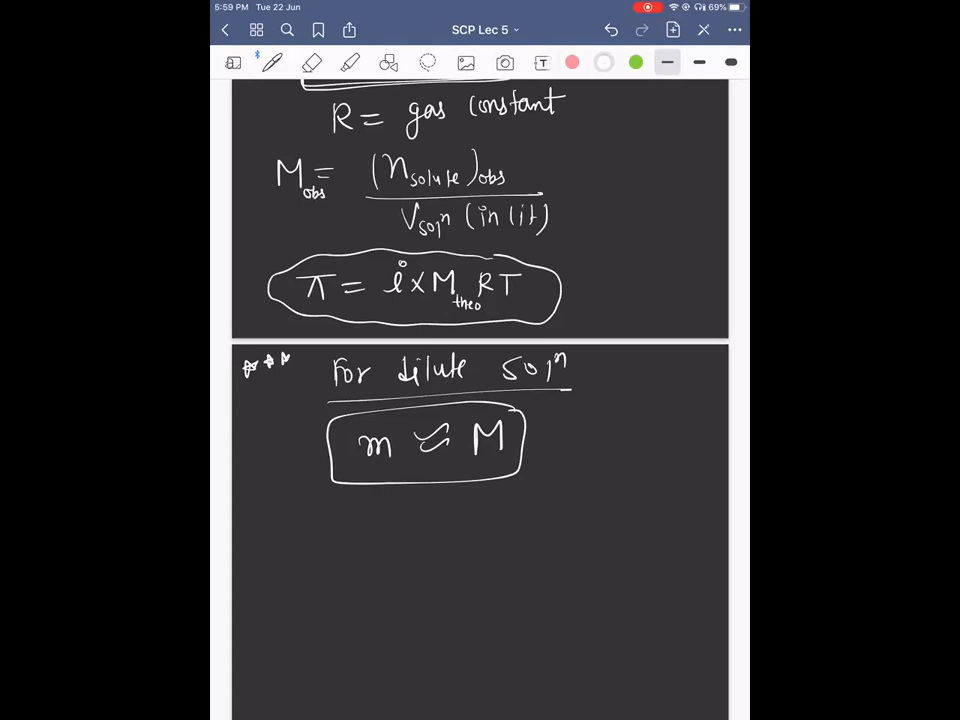 5:59 PM Tue 22 Jun 69%
SCP Lec 5
R = gas constant
M_obs = (n_solute)_obs
V_solⁿ (in lit)
π = i × M_theo RT
For dilute solⁿ
m ≈ M